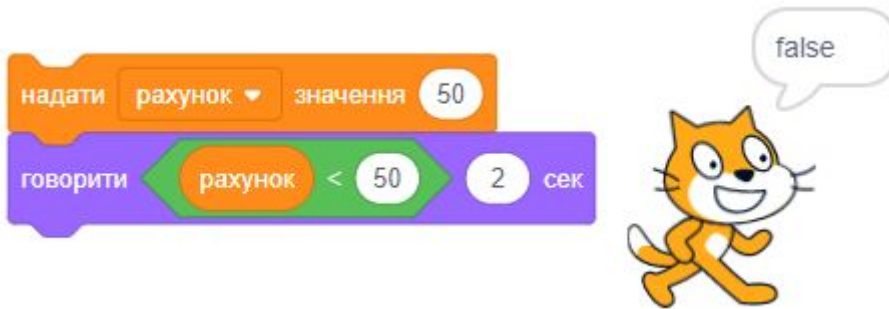 false
надати рахунок значення 50
говорити рахунок < 50 2 сек